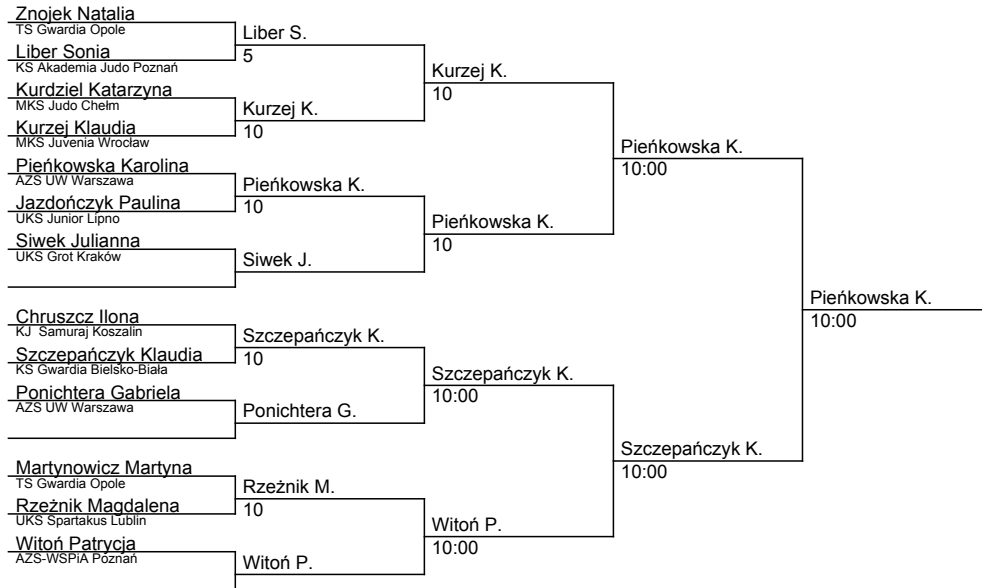 Znojek Natalia
TS Gwardia Opole
Liber Sonia
KS Akademia Judo Poznań
Kurdziel Katarzyna
MKS Judo Chełm
Kurzej Klaudia
MKS Juvenia Wrocław
Pieńkowska Karolina
AZS UW Warszawa
Jazdończyk Paulina
UKS Junior Lipno
Siwek Julianna
UKS Grot Kraków
Chruszcz Ilona
KJ  Samuraj Koszalin
Szczepańczyk Klaudia
KS Gwardia Bielsko-Biała
Ponichtera Gabriela
AZS UW Warszawa
Martynowicz Martyna
TS Gwardia Opole
Rzeżnik Magdalena
UKS Spartakus Lublin
Witoń Patrycja
AZS-WSPiA Poznań
Liber S.
5
Kurzej K.
10
Pieńkowska K.
10
Siwek J.
Szczepańczyk K.
10
Ponichtera G.
Rzeżnik M.
10
Witoń P.
Kurzej K.
10
Pieńkowska K.
10
Szczepańczyk K.
10:00
Witoń P.
10:00
Pieńkowska K.
10:00
Szczepańczyk K.
10:00
Pieńkowska K.
10:00